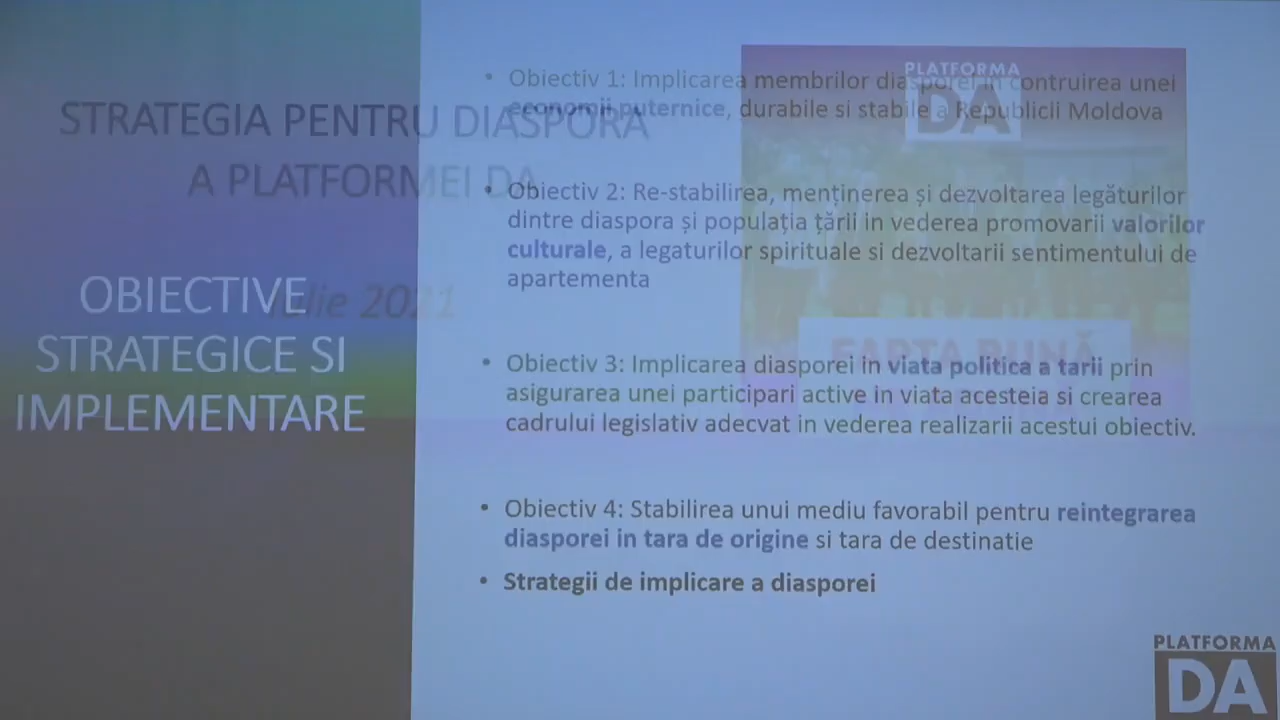 STRATEGIA PENTRU DIASPORA
A PLATFORMEI DA
Iulie 2021
OBIECTIVE
STRATEGICE SI
IMPLEMENTARE
PLATFORMA
DA
FAPTA BUNĂ
• Obiectiv 1: Implicarea membrilor diasporei in contruirea unei
economii puternice, durabile si stabile a Republicii Moldova
• Obiectiv 2: Re-stabilirea, menținerea și dezvoltarea legăturilor
dintre diaspora și populația țării in vederea promovarii valorilor
culturale, a legaturilor spirituale si dezvoltarii sentimentului de
apartementa
• Obiectiv 3: Implicarea diasporei in viata politica a tarii prin
asigurarea unei participari active in viata acesteia si crearea
cadrului legislativ adecvat in vederea realizarii acestui obiectiv.
• Obiectiv 4: Stabilirea unui mediu favorabil pentru reintegrarea
diasporei in tara de origine si tara de destinatie
• Strategii de implicare a diasporei
PLATFORMA
DA